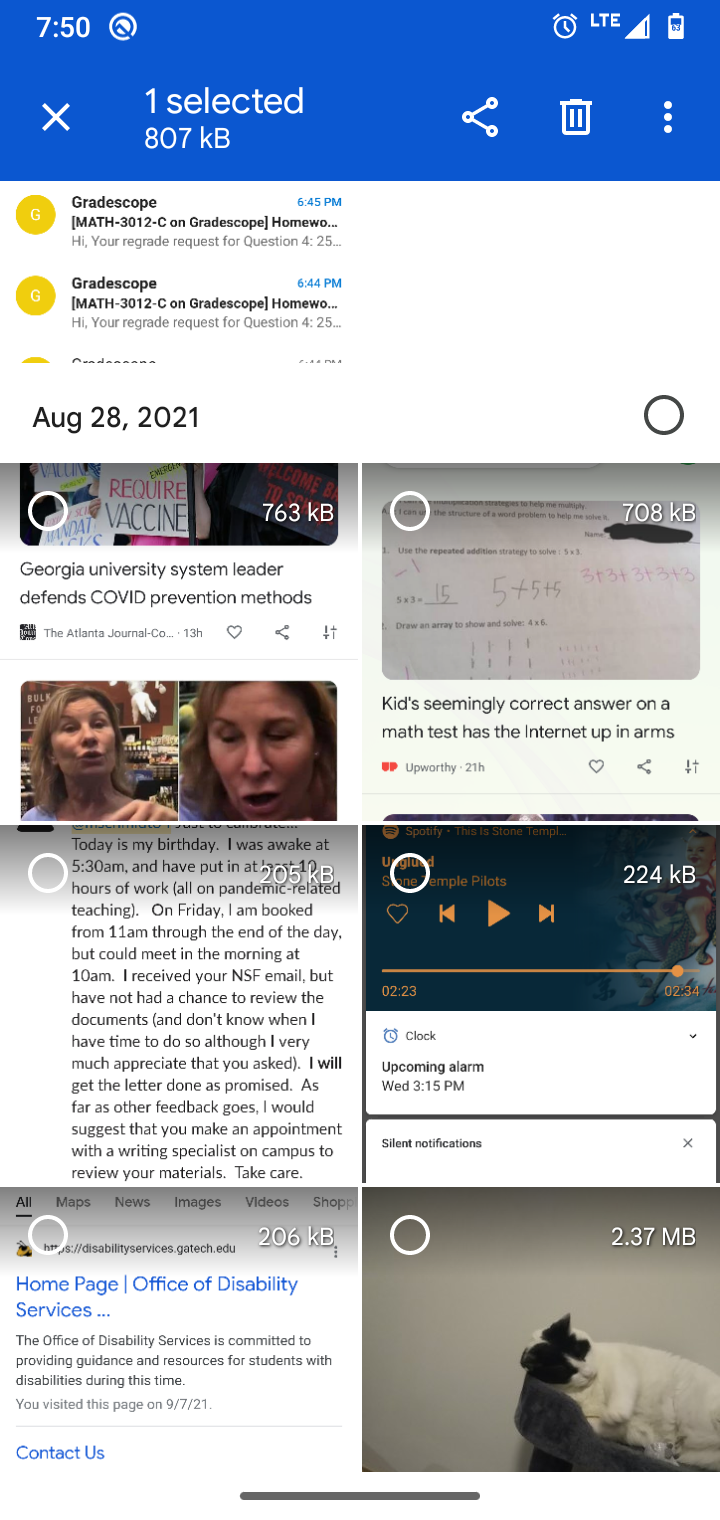 7:50 LTE 03
1 selected
807 kB
G Gradescope 6:45 PM
[MATH-3012-C on Gradescope] Homewo...
Hi, Your regrade request for Question 4: 25...
G Gradescope 6:44 PM
[MATH-3012-C on Gradescope] Homewo...
Hi, Your regrade request for Question 4: 25...
Gradescope 6:44 PM
Aug 28, 2021
REQUIRE
VACCINE
763 kB
Georgia university system leader
defends COVID prevention methods
The Atlanta Journal-Co... · 13h
BULK
708 kB
the structure of a word problem to help me solve it.
Name:
1. Use the repeated addition strategy to solve : 5 x 3.
5 x 3 = 15 5+5+5 3+3+3+3+3
Draw an array to show and solve: 4 x 6.
Kid's seemingly correct answer on a
math test has the Internet up in arms
Upworthy · 21h
205 kB
Today is my birthday. I was awake at
5:30am, and have put in at least 10
hours of work (all on pandemic-related
teaching). On Friday, I am booked
from 11am through the end of the day,
but could meet in the morning at
10am. I received your NSF email, but
have not had a chance to review the
documents (and don't know when I
have time to do so although I very
much appreciate that you asked). I will
get the letter done as promised. As
far as other feedback goes, I would
suggest that you make an appointment
with a writing specialist on campus to
review your materials. Take care.
Spotify · This Is Stone Templ...
224 kB
Unglued
Stone Temple Pilots
02:23 02:34
Clock
Upcoming alarm
Wed 3:15 PM
Silent notifications
All Maps News Images Videos Shopp
206 kB
https://disabilityservices.gatech.edu
Home Page | Office of Disability
Services ...
The Office of Disability Services is committed to
providing guidance and resources for students with
disabilities during this time.
You visited this page on 9/7/21.
Contact Us
2.37 MB